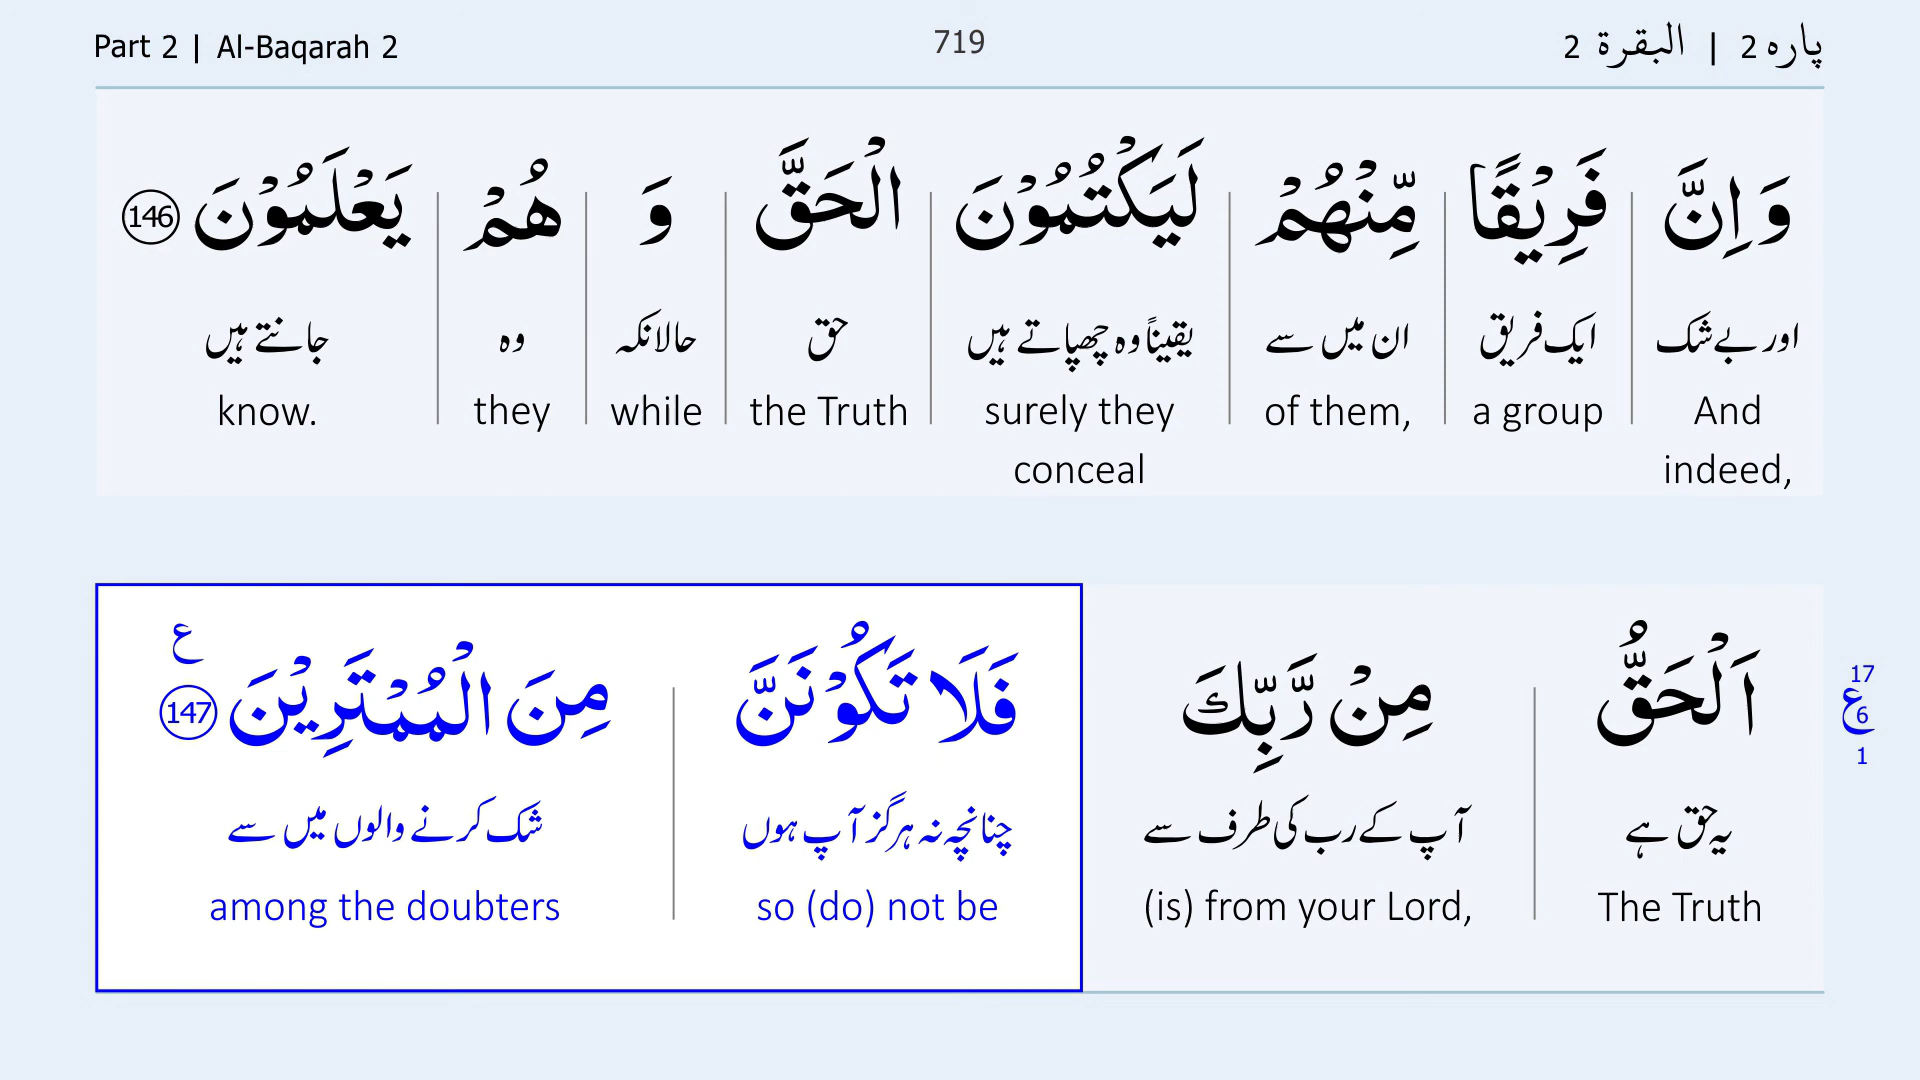 Part 2 | Al-Baqarah 2
719
پارہ 2 | البقرة 2
وَ اِنَّ فَرِيْقًا مِّنْهُمْ لَيَكْتُمُوْنَ الْحَقَّ وَ هُمْ يَعْلَمُوْنَ 146
اور بے شک ایک فریق ان میں سے یقیناً وہ چھپاتے ہیں حق حالانکہ وہ جانتے ہیں
And indeed, a group of them, surely they conceal the Truth while they know.
اَلْحَقُّ مِنْ رَّبِّكَ فَلَا تَكُوْنَنَّ مِنَ الْمُمْتَرِيْنَ 147 ع
یہ حق ہے آپ کے رب کی طرف سے چنانچہ نہ ہرگز آپ ہوں شک کرنے والوں میں سے
The Truth (is) from your Lord, so (do) not be among the doubters
17
ع 6
1